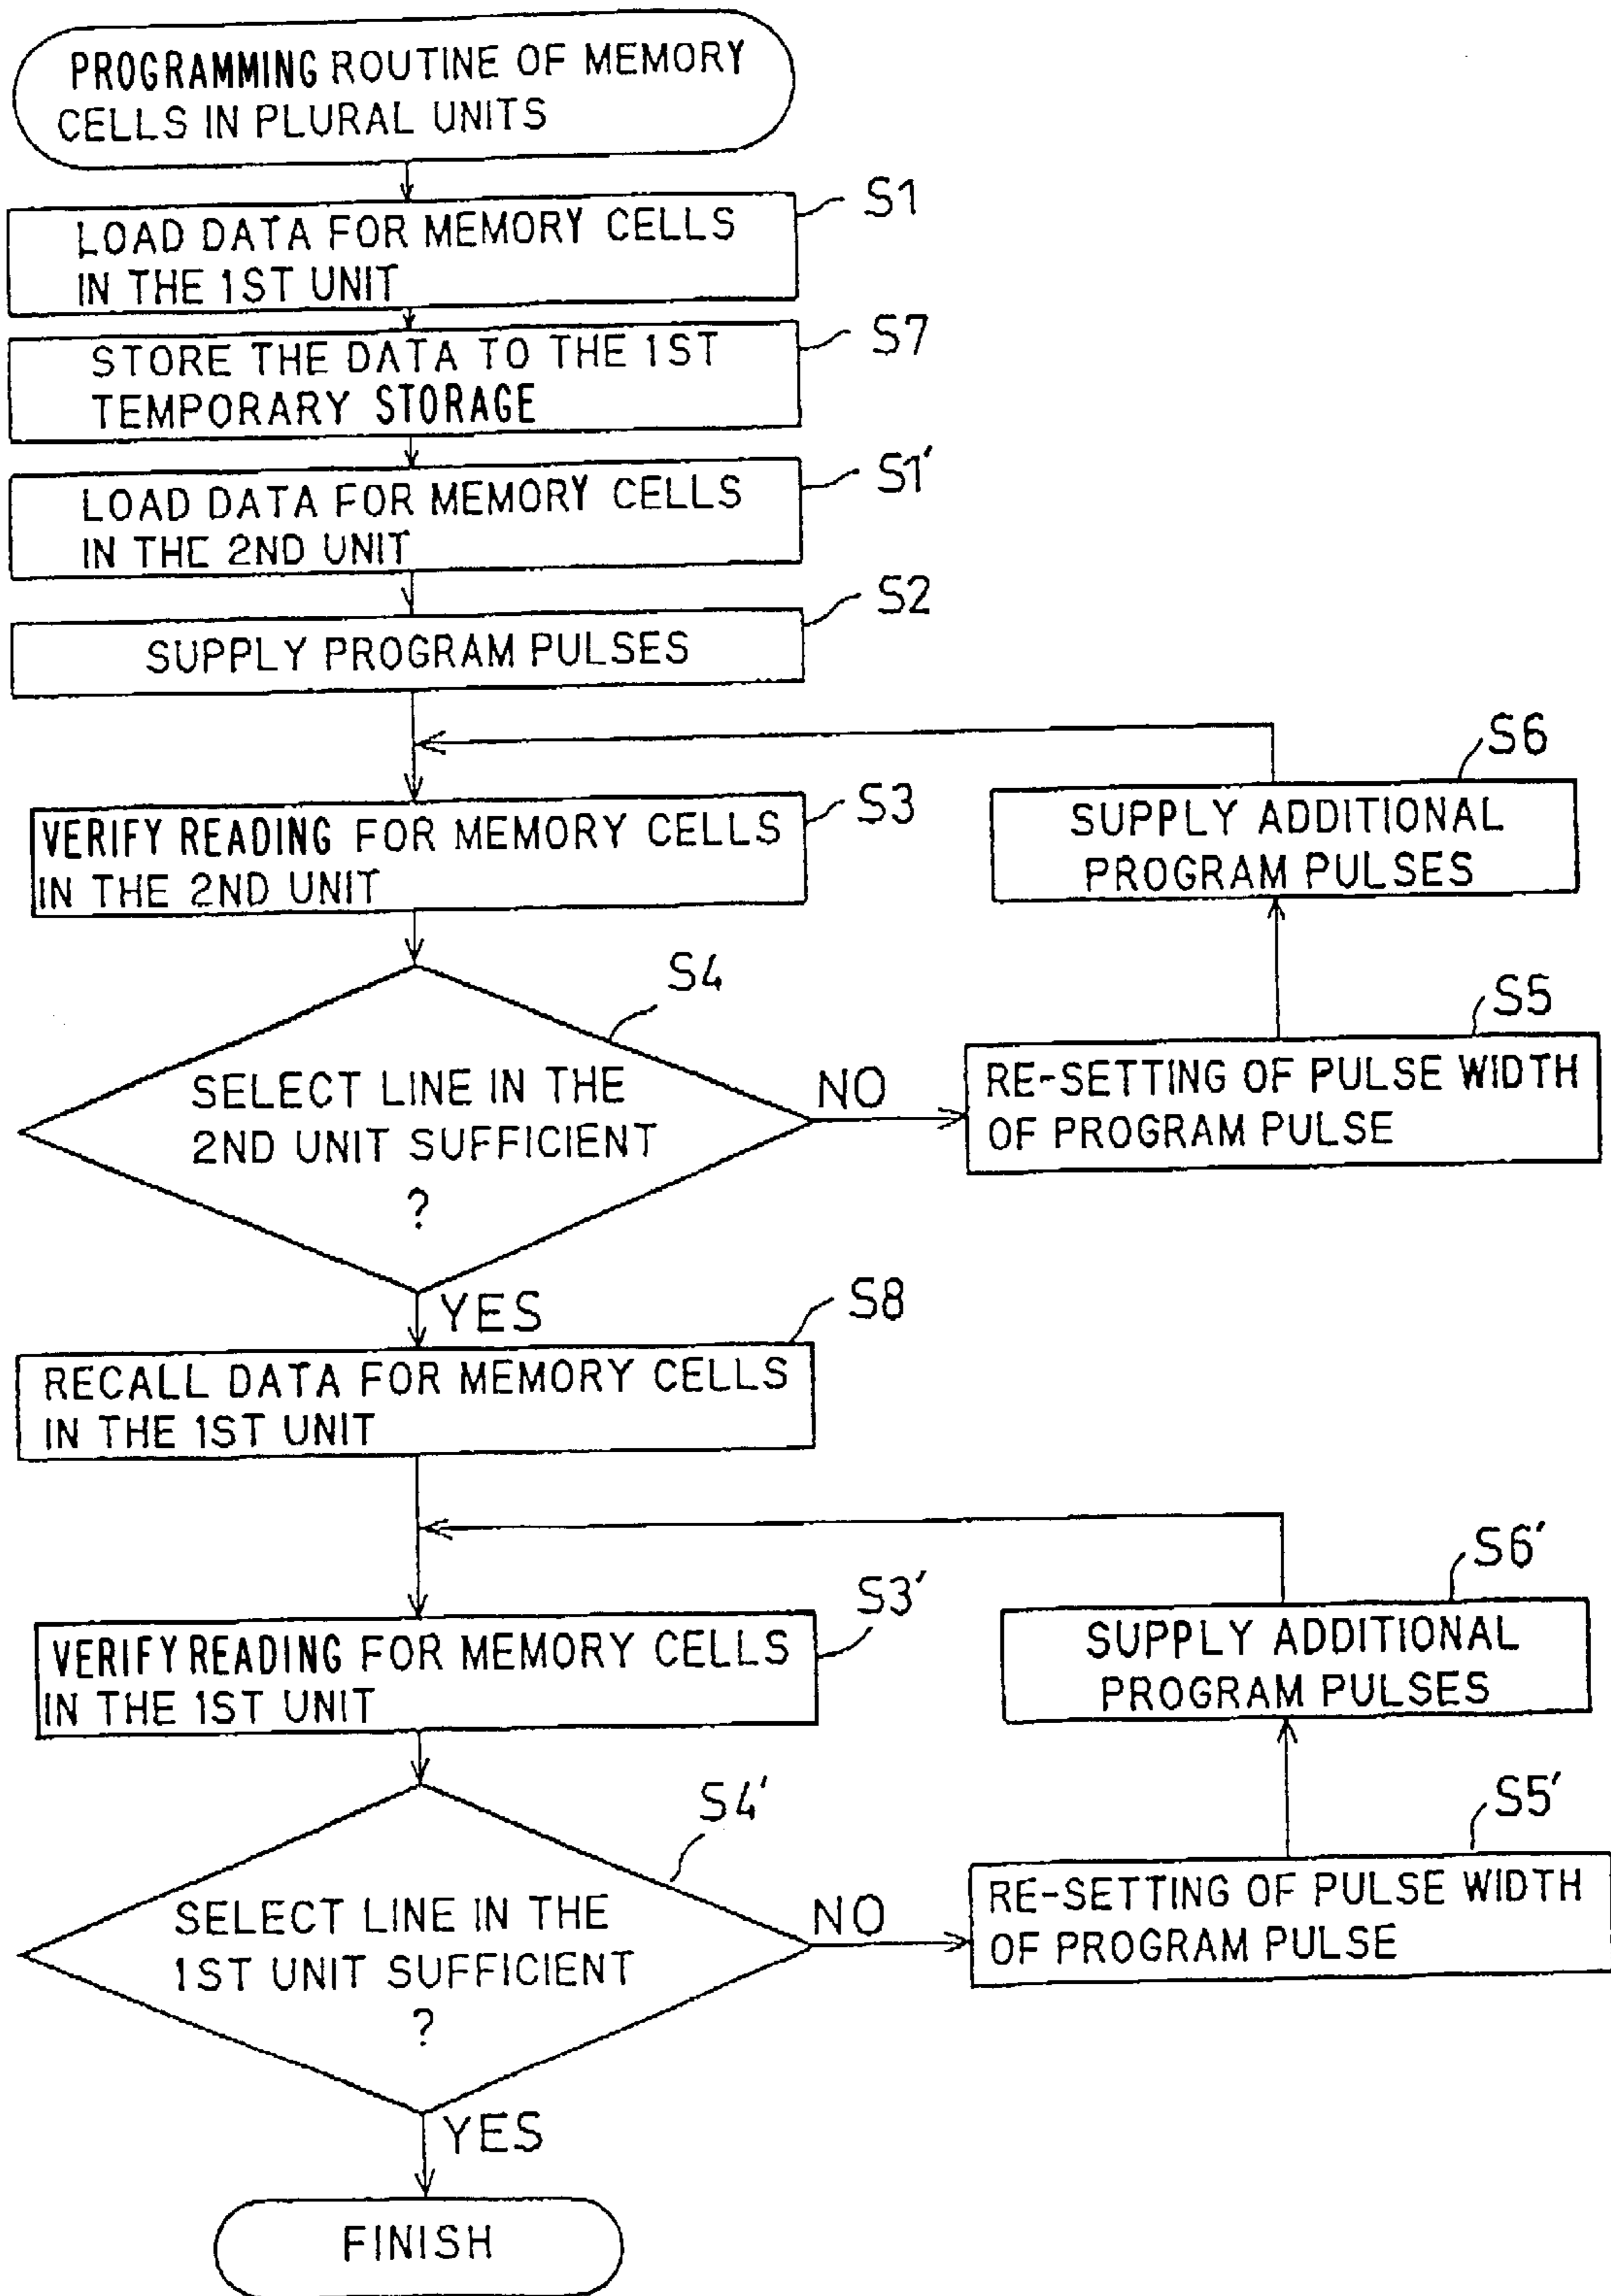 PROGRAMMING ROUTINE OF MEMORY
CELLS IN PLURAL UNITS
S1
LOAD DATA FOR MEMORY CELLS
IN THE 1ST UNIT
S7
STORE THE DATA TO THE 1ST
TEMPORARY STORAGE
S1'
LOAD DATA FOR MEMORY CELLS
IN THE 2ND UNIT
S2
SUPPLY PROGRAM PULSES
S3
VERIFY READING FOR MEMORY CELLS
IN THE 2ND UNIT
S6
SUPPLY ADDITIONAL
PROGRAM PULSES
S4
SELECT LINE IN THE
2ND UNIT SUFFICIENT
?
NO
S5
RE-SETTING OF PULSE WIDTH
OF PROGRAM PULSE
YES
S8
RECALL DATA FOR MEMORY CELLS
IN THE 1ST UNIT
S3'
VERIFY READING FOR MEMORY CELLS
IN THE 1ST UNIT
S6'
SUPPLY ADDITIONAL
PROGRAM PULSES
S4'
SELECT LINE IN THE
1ST UNIT SUFFICIENT
?
NO
S5'
RE-SETTING OF PULSE WIDTH
OF PROGRAM PULSE
YES
FINISH